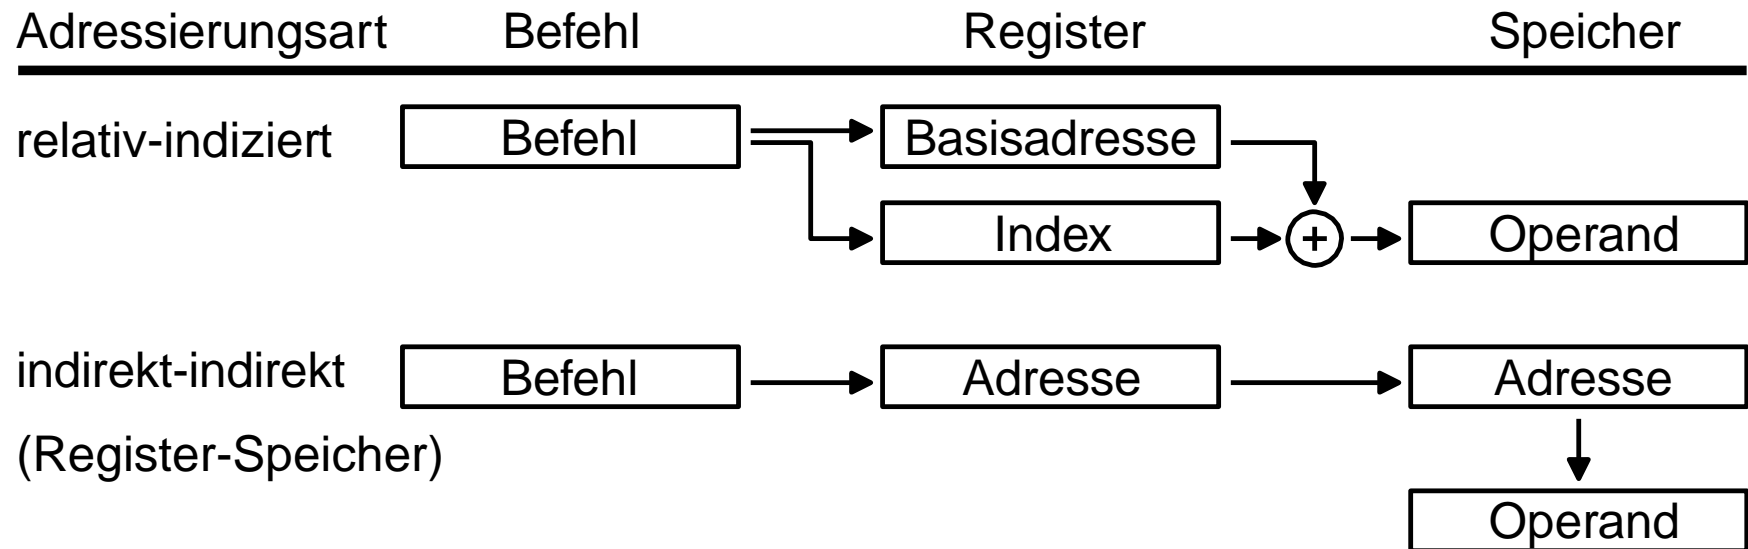 Adressierungsart Befehl Register Speicher
relativ-indiziert Befehl Basisadresse
Index + Operand
indirekt-indirekt Befehl Adresse Adresse
(Register-Speicher)
Operand